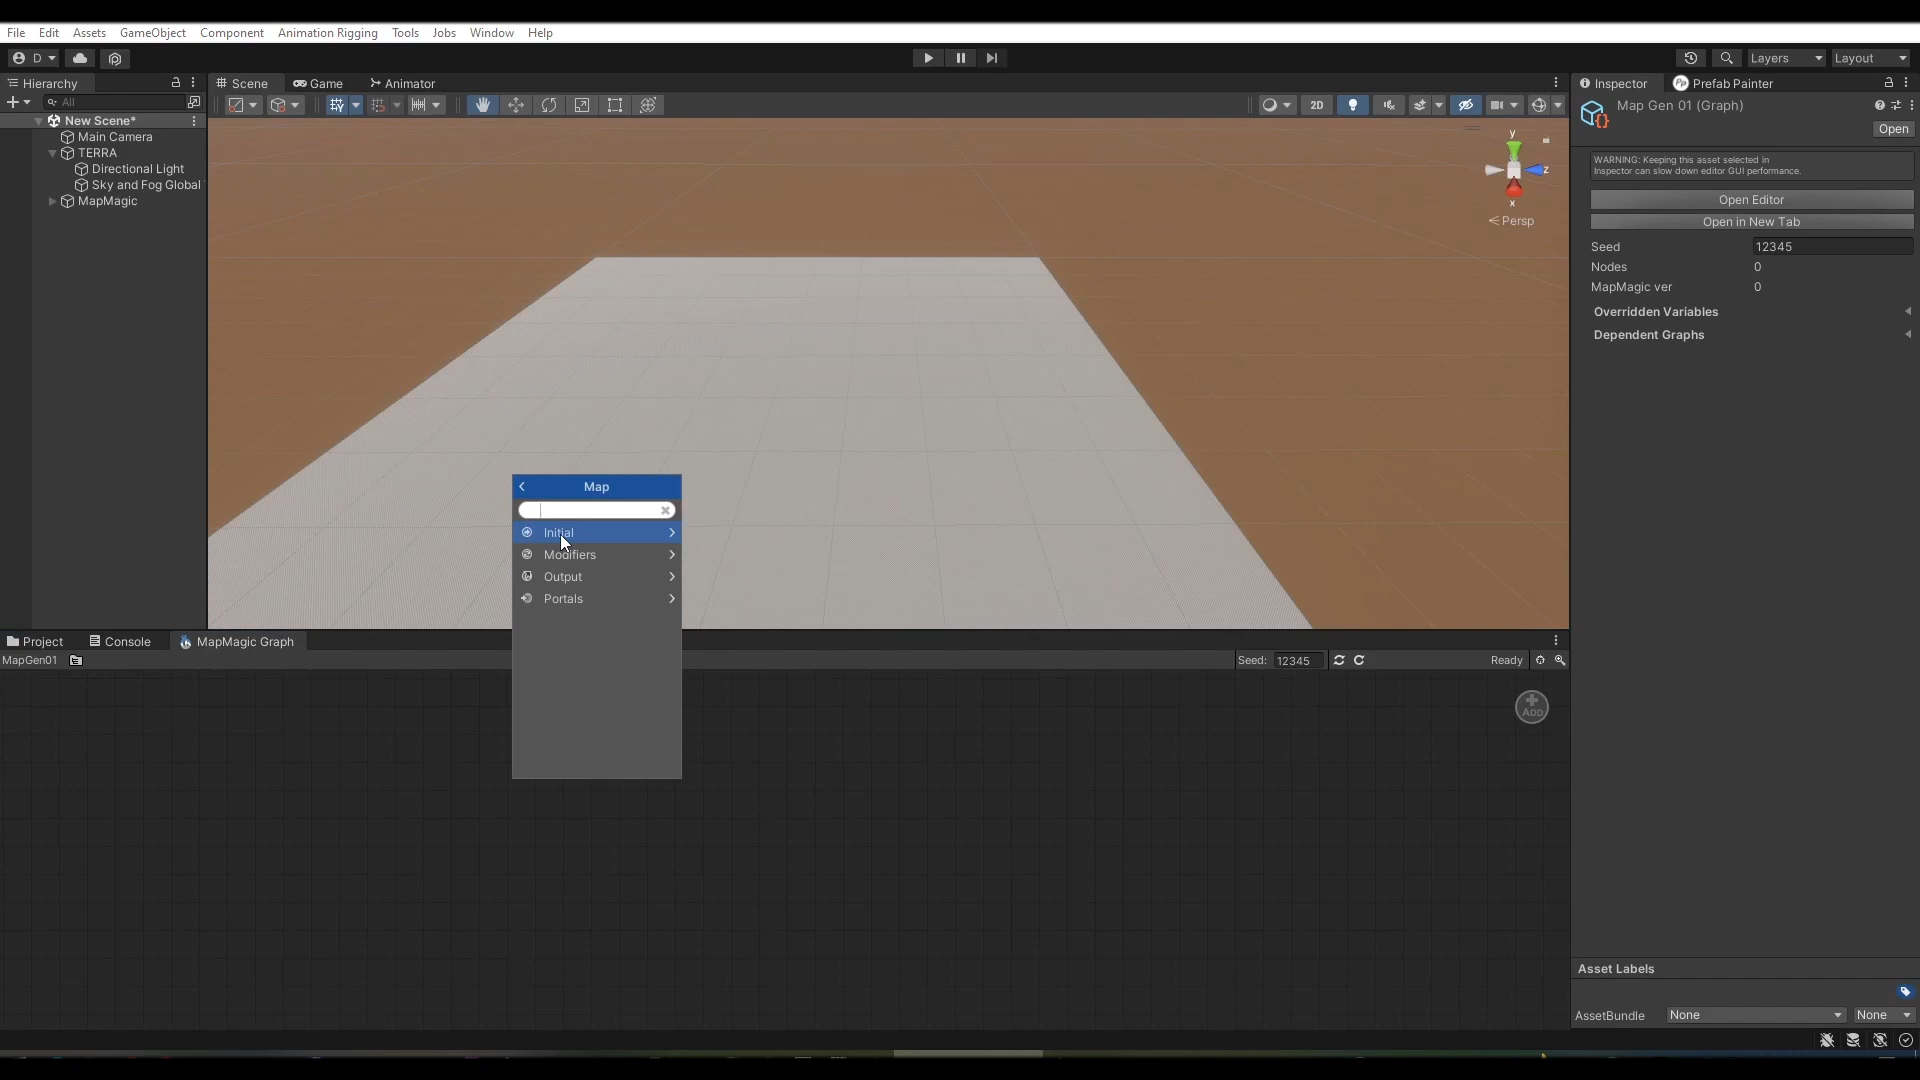 File Edit Assets GameObject Component Animation Rigging Tools Jobs Window Help
D Layers Layout
Hierarchy Scene Game Animator Inspector Prefab Painter
All 2D Map Gen 01 (Graph)
New Scene*
Main Camera Open
TERRA
Directional Light
Sky and Fog Global
MapMagic
y
z
x
Persp
WARNING: Keeping this asset selected in
Inspector can slow down editor GUI performance.
Open Editor
Open in New Tab
Seed 12345
Nodes 0
MapMagic ver 0
Overridden Variables
Dependent Graphs
Map
Initial
Modifiers
Output
Portals
Project Console MapMagic Graph
MapGen01 Seed: 12345 Ready
ADD
Asset Labels
AssetBundle None None